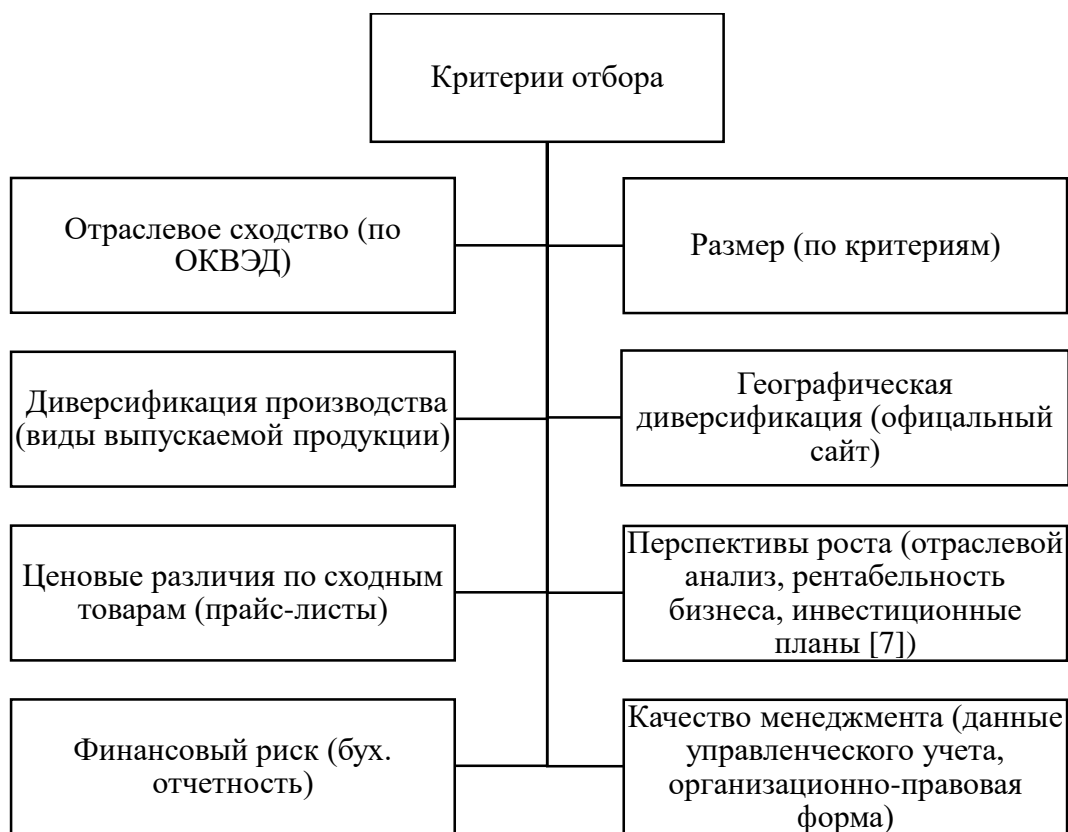 Критерии отбора
Отраслевое сходство (по
ОКВЭД)
Размер (по критериям)
Диверсификация производства
(виды выпускаемой продукции)
Географическая
диверсификация (офицальный
сайт)
Ценовые различия по сходным
товарам (прайс-листы)
Перспективы роста (отраслевой
анализ, рентабельность
бизнеса, инвестиционные
планы [7])
Финансовый риск (бух.
отчетность)
Качество менеджмента (данные
управленческого учета,
организационно-правовая
форма)